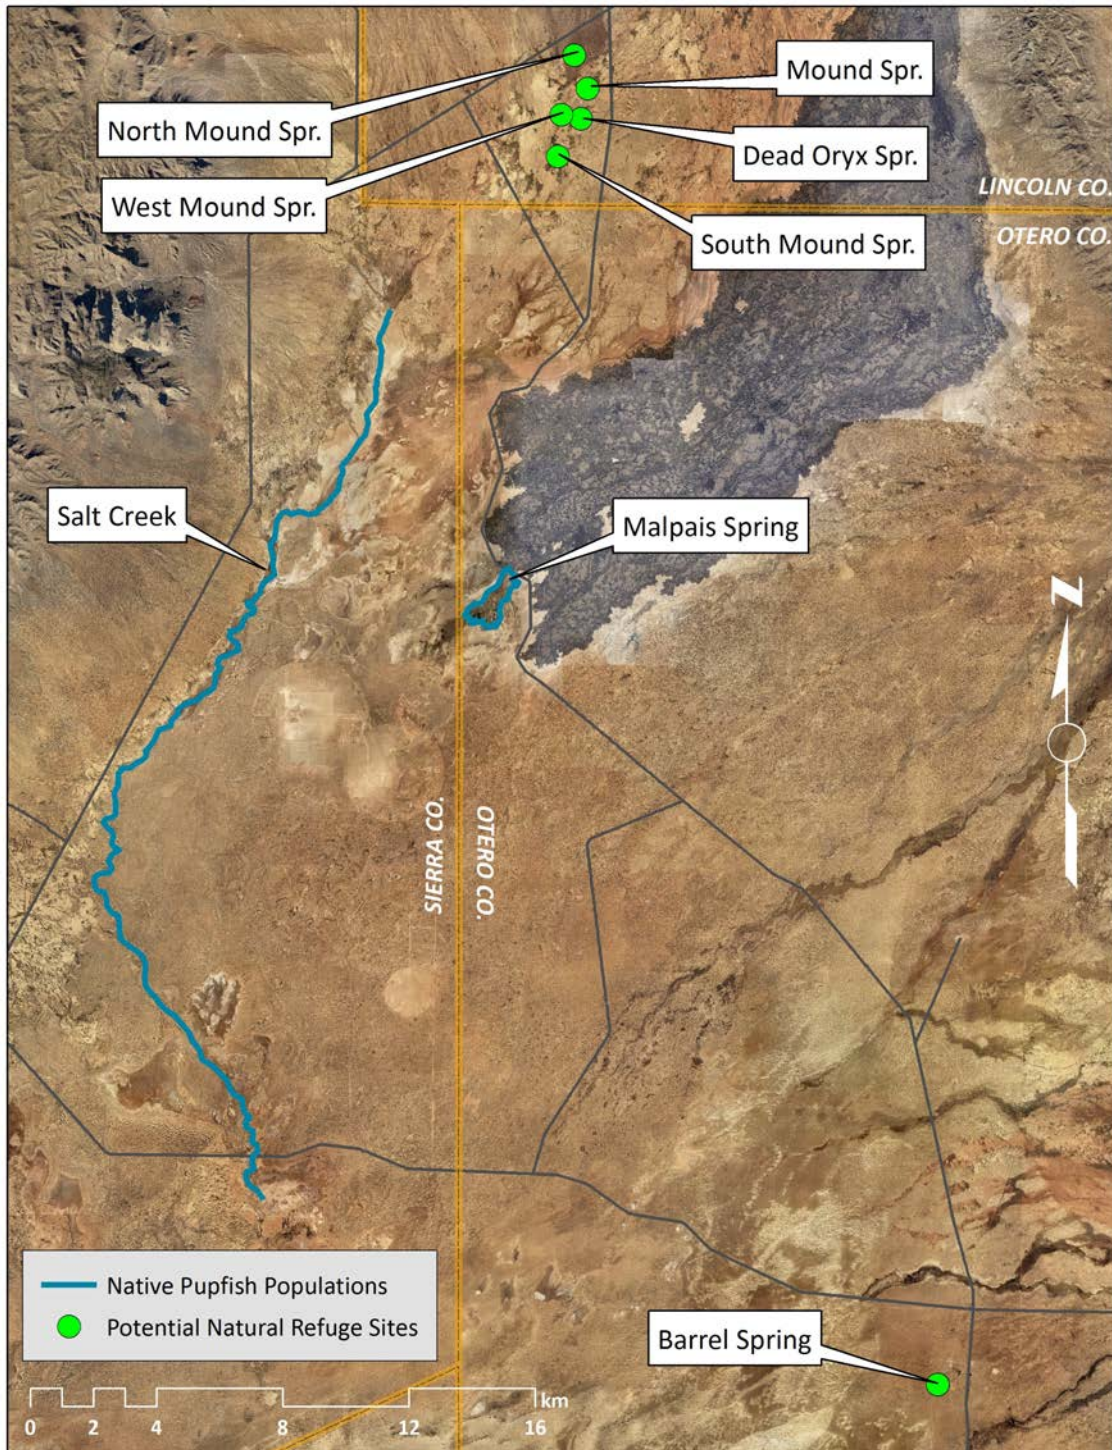 North Mound Spr.
Mound Spr.
West Mound Spr.
Dead Oryx Spr.
South Mound Spr.
LINCOLN CO.
OTERO CO.
Salt Creek
Malpais Spring
N
SIERRA CO.
OTERO CO.
Native Pupfish Populations
Potential Natural Refuge Sites
Barrel Spring
km
0 2 4 8 12 16